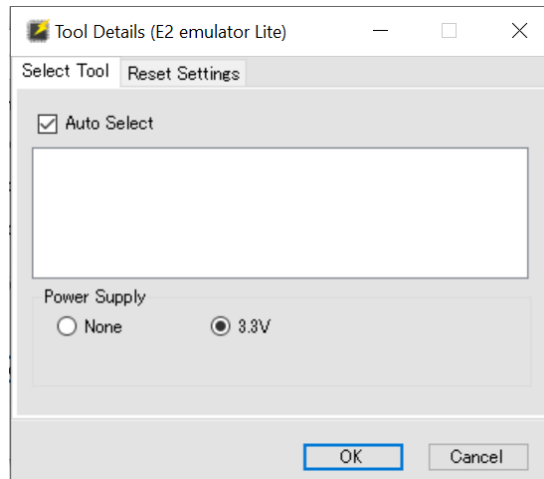 Tool Details (E2 emulator Lite)
Select Tool Reset Settings
Auto Select
Power Supply
None 3.3V
OK Cancel